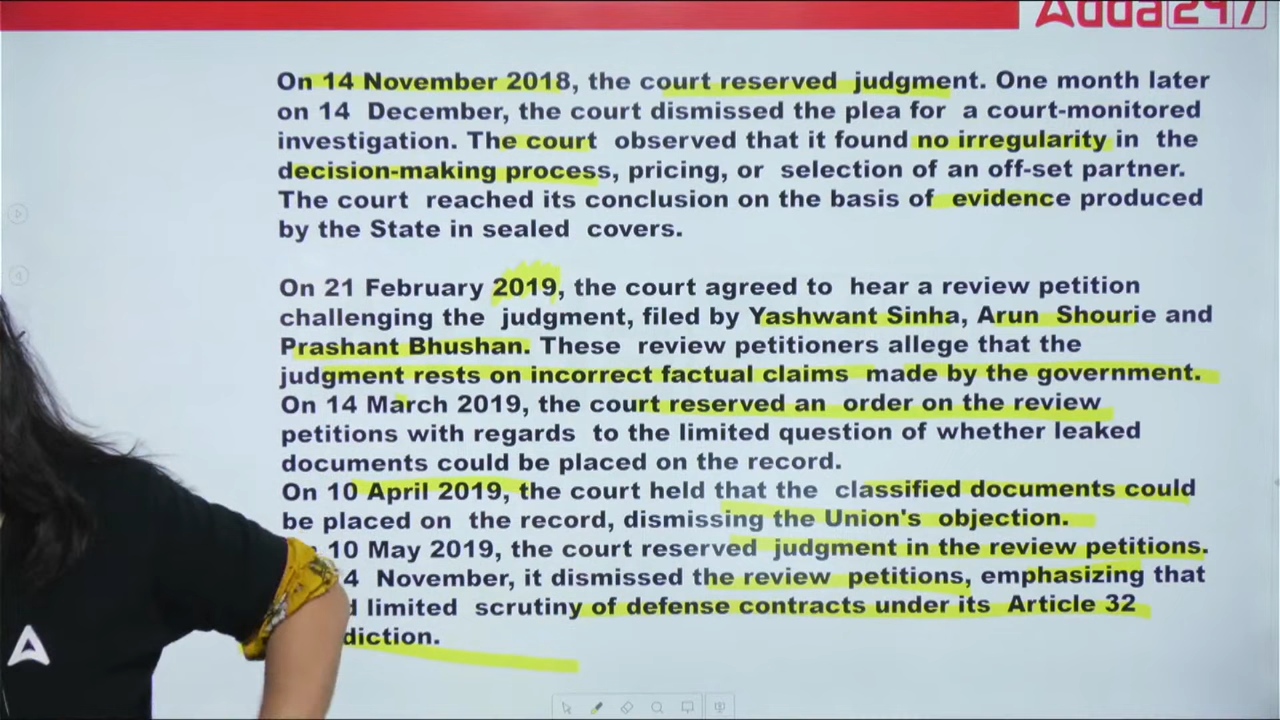 Adda247
On 14 November 2018, the court reserved judgment. One month later
on 14 December, the court dismissed the plea for a court-monitored
investigation. The court observed that it found no irregularity in the
decision-making process, pricing, or selection of an off-set partner.
The court reached its conclusion on the basis of evidence produced
by the State in sealed covers.
On 21 February 2019, the court agreed to hear a review petition
challenging the judgment, filed by Yashwant Sinha, Arun Shourie and
Prashant Bhushan. These review petitioners allege that the
judgment rests on incorrect factual claims made by the government.
On 14 March 2019, the court reserved an order on the review
petitions with regards to the limited question of whether leaked
documents could be placed on the record.
On 10 April 2019, the court held that the classified documents could
be placed on the record, dismissing the Union's objection.
10 May 2019, the court reserved judgment in the review petitions.
4 November, it dismissed the review petitions, emphasizing that
limited scrutiny of defense contracts under its Article 32
diction.